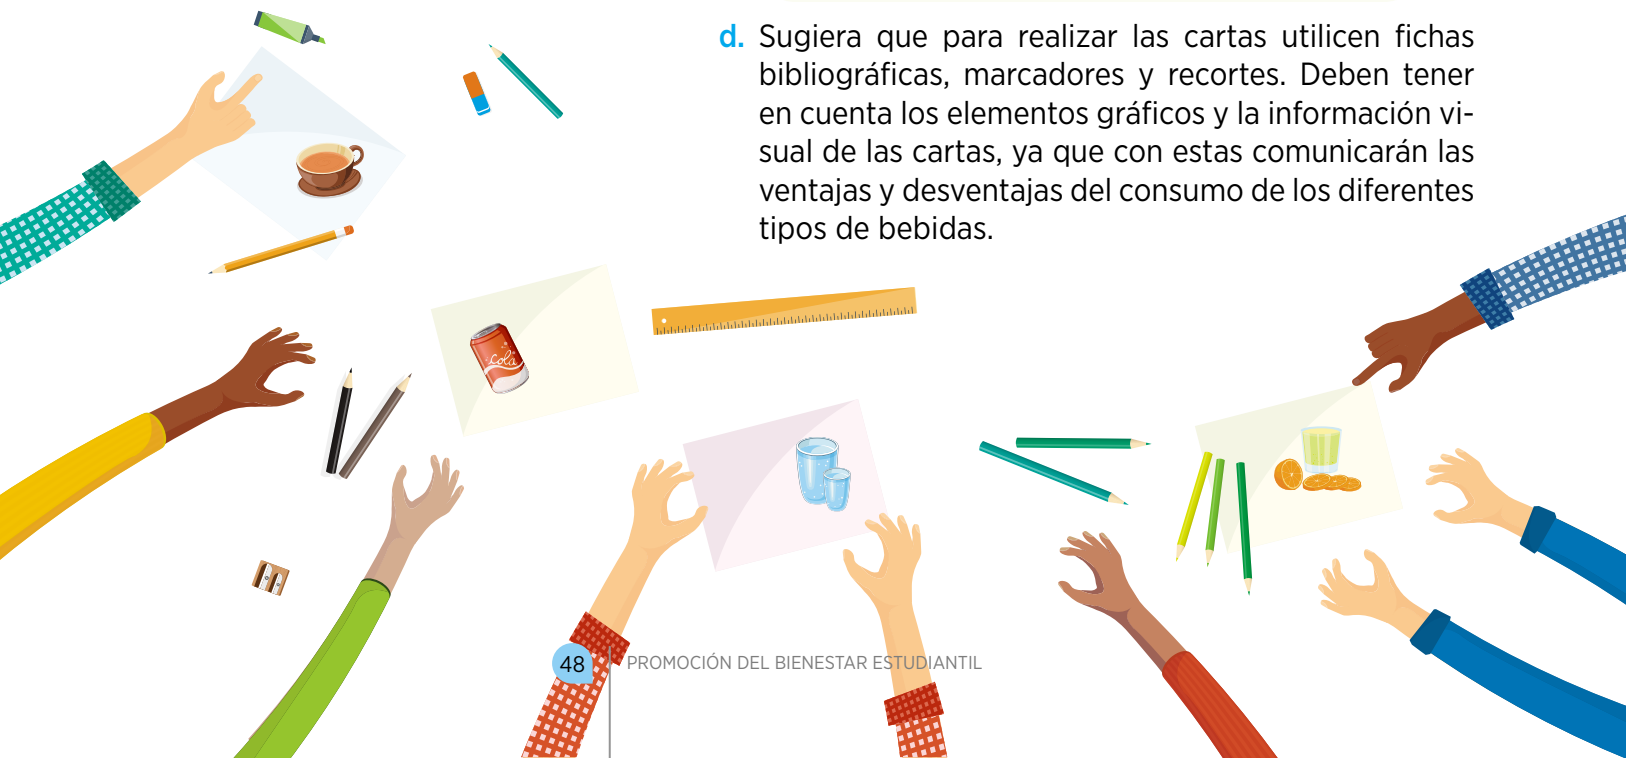 d. Sugiera que para realizar las cartas utilicen fichas
bibliográficas, marcadores y recortes. Deben tener
en cuenta los elementos gráficos y la información vi-
sual de las cartas, ya que con estas comunicarán las
ventajas y desventajas del consumo de los diferentes
tipos de bebidas.
cola
48 PROMOCIÓN DEL BIENESTAR ESTUDIANTIL